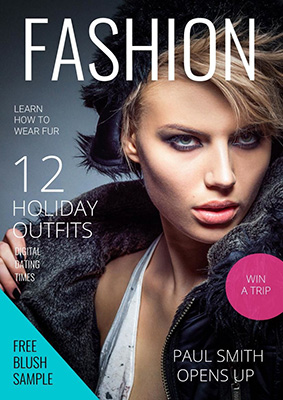 FASHION
LEARN
HOW TO
WEAR FUR
12
HOLIDAY
OUTFITS
DIGITAL
DATING
TIMES
WIN
A TRIP
FREE
BLUSH
SAMPLE
PAUL SMITH
OPENS UP